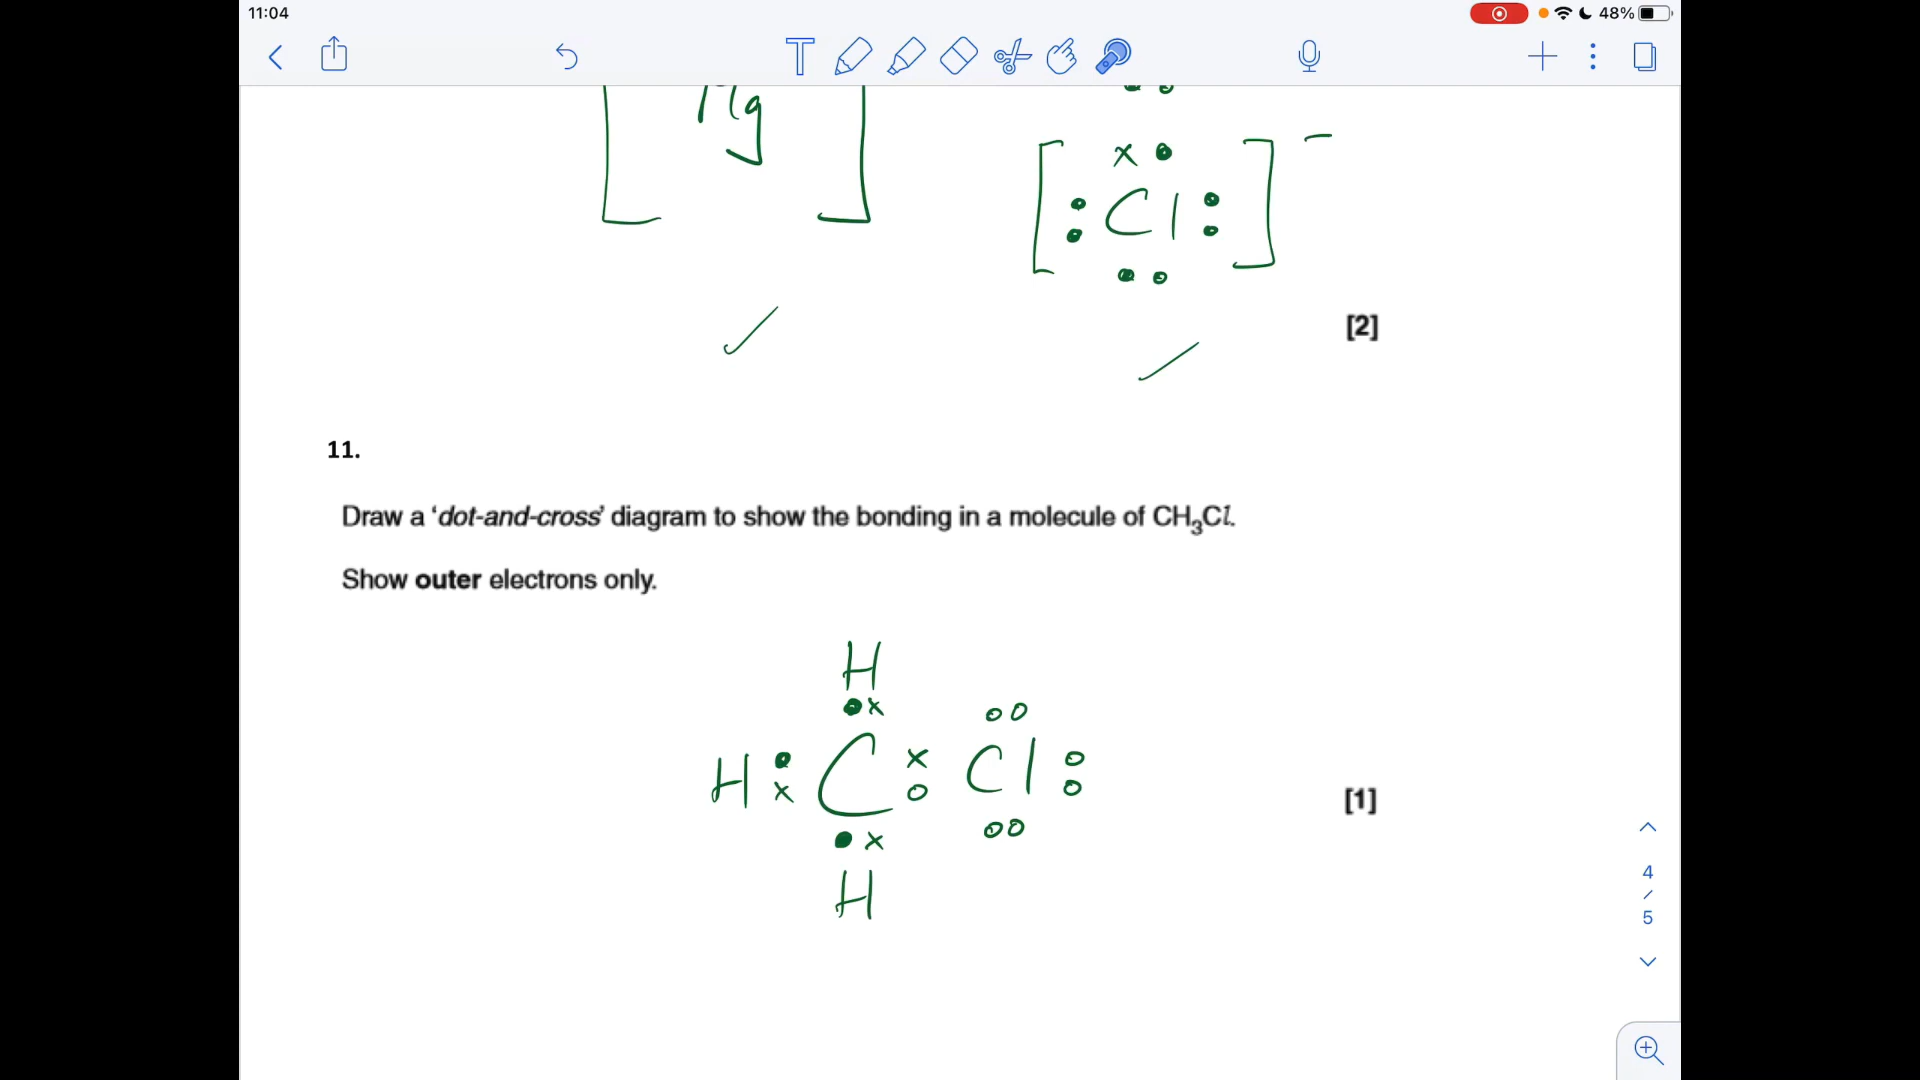 11:04
48%
T
Mg
x
[ Cl ] −
[2]
11.
Draw a ‘dot-and-cross’ diagram to show the bonding in a molecule of CH₃Cl.
Show outer electrons only.
H
x
H x C x Cl
x
H
[1]
4
/
5